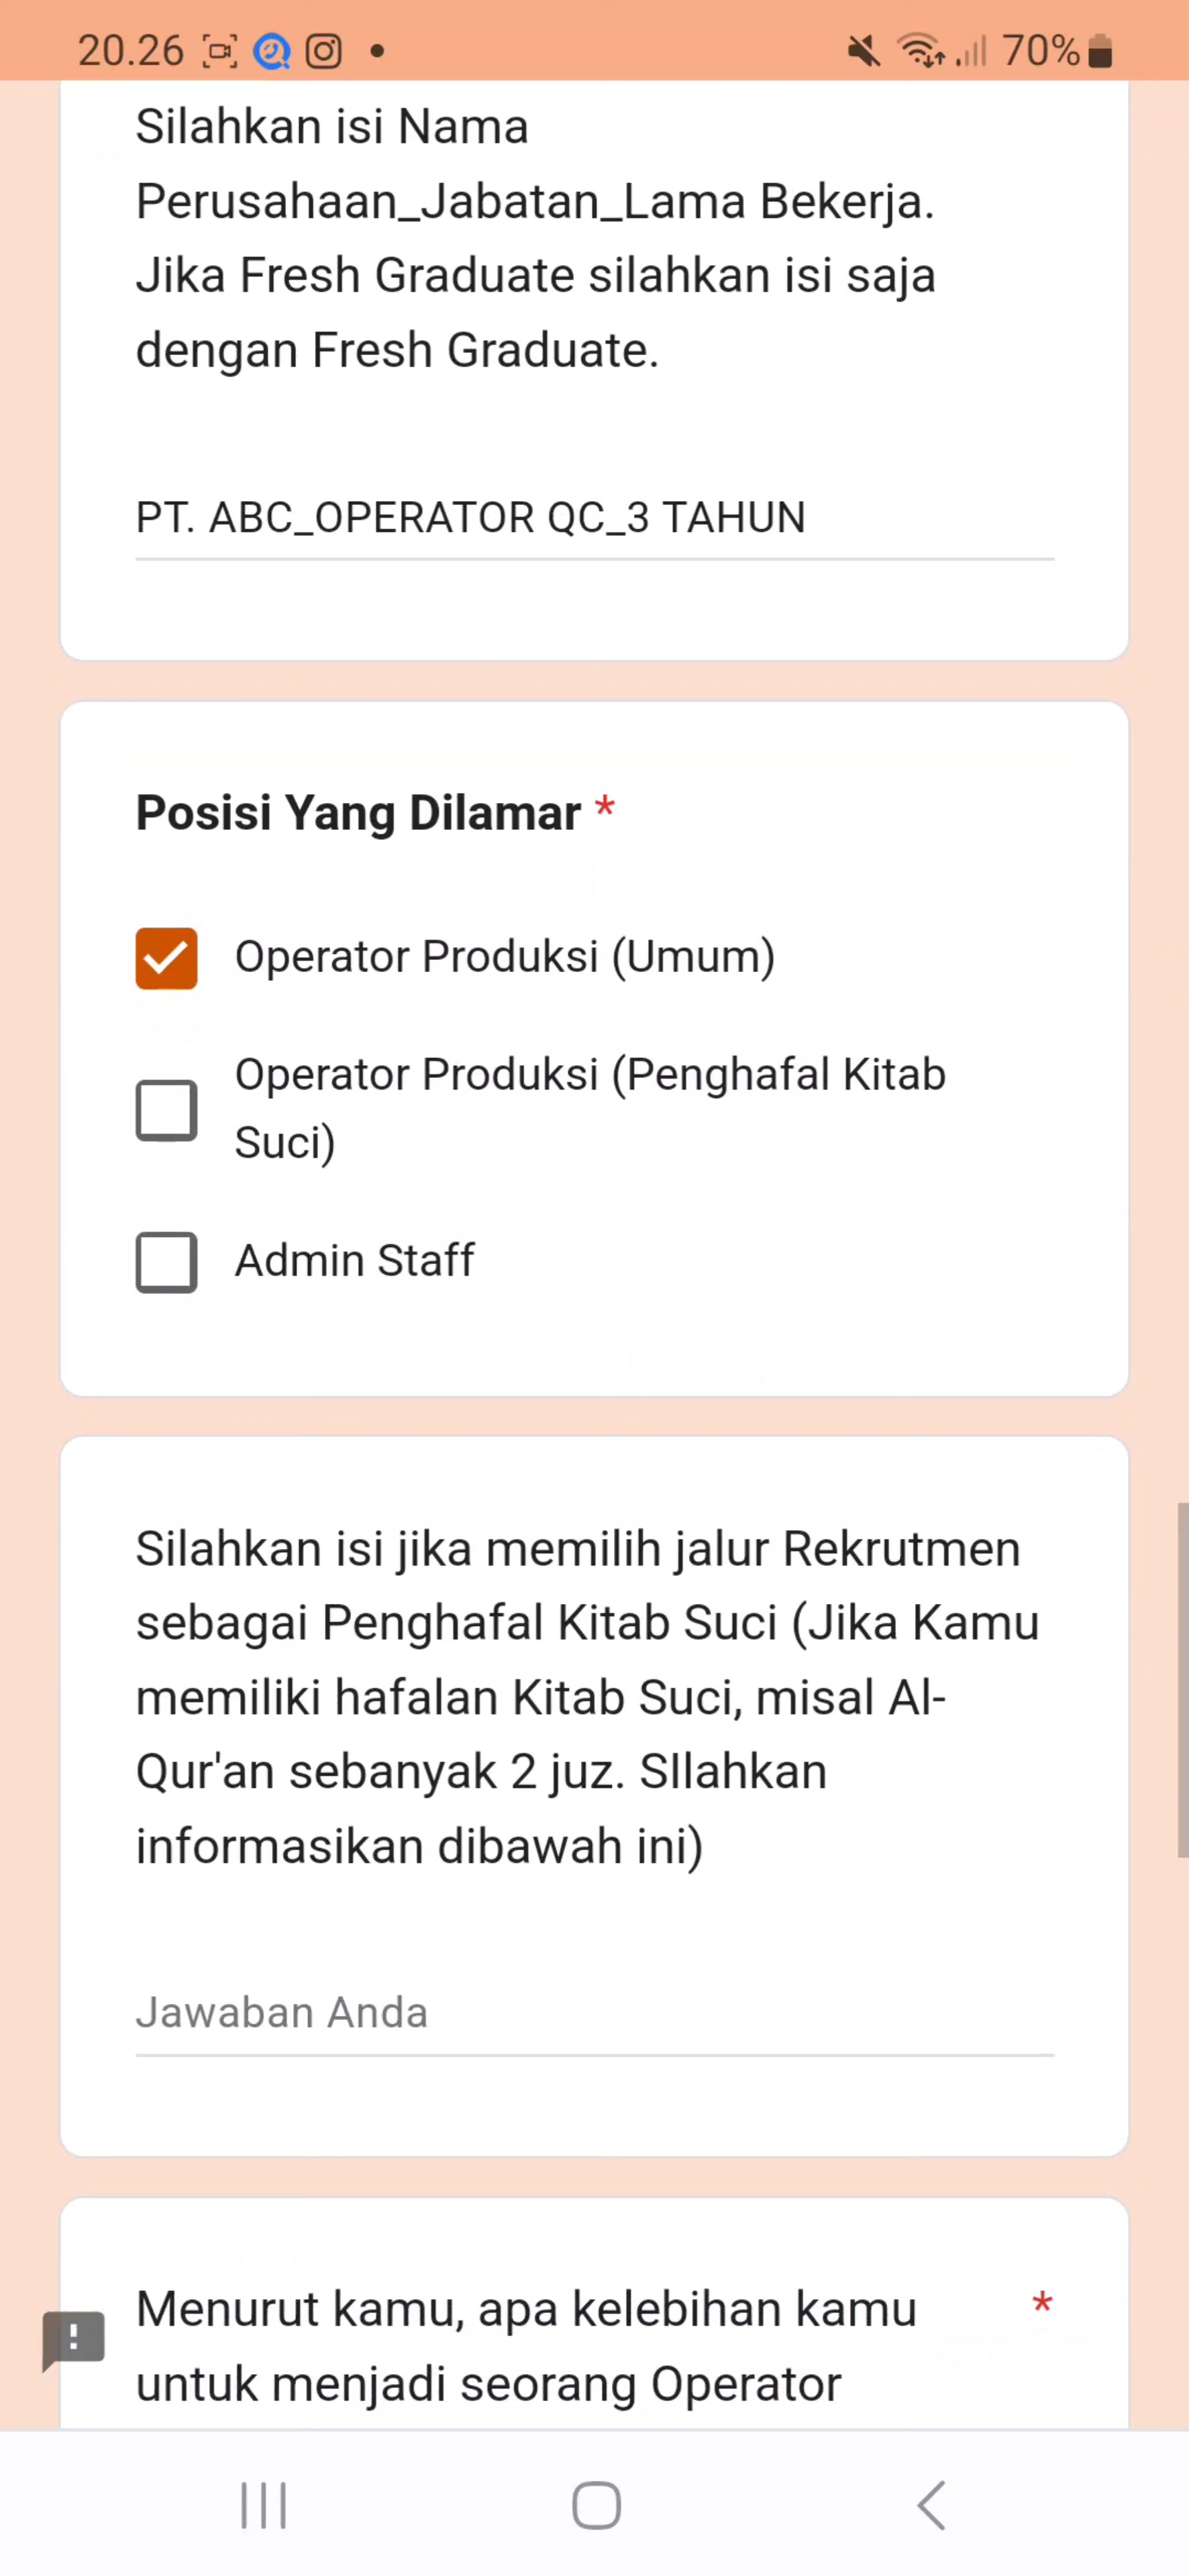 20.26
70%
Silahkan isi Nama
Perusahaan_Jabatan_Lama Bekerja.
Jika Fresh Graduate silahkan isi saja
dengan Fresh Graduate.
PT. ABC_OPERATOR QC_3 TAHUN
Posisi Yang Dilamar *
Operator Produksi (Umum)
Operator Produksi (Penghafal Kitab
Suci)
Admin Staff
Silahkan isi jika memilih jalur Rekrutmen
sebagai Penghafal Kitab Suci (Jika Kamu
memiliki hafalan Kitab Suci, misal Al-
Qur'an sebanyak 2 juz. SIlahkan
informasikan dibawah ini)
Jawaban Anda
Menurut kamu, apa kelebihan kamu *
untuk menjadi seorang Operator